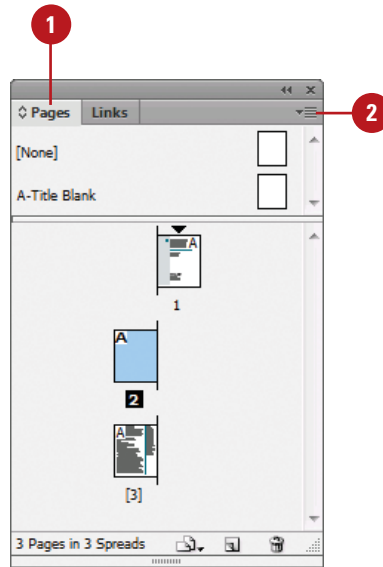 1
Pages Links
2
[None]
A-Title Blank
A
1
A
2
A
[3]
3 Pages in 3 Spreads